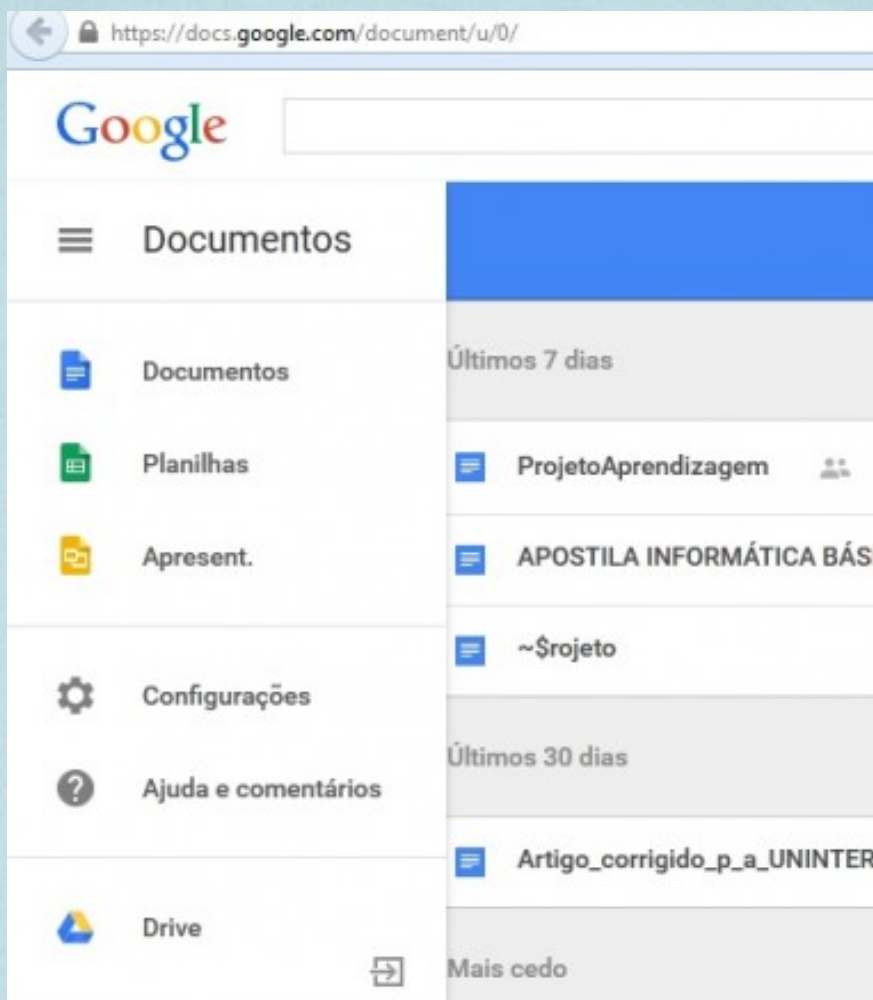 https://docs.google.com/document/u/0/
Google
Documentos
Documentos
Planilhas
Apresent.
Configurações
Ajuda e comentários
Drive
Últimos 7 dias
ProjetoAprendizagem
APOSTILA INFORMÁTICA
~$rojeto
Últimos 30 dias
Artigo_corrigido_p_a_UNINTER
Mais cedo